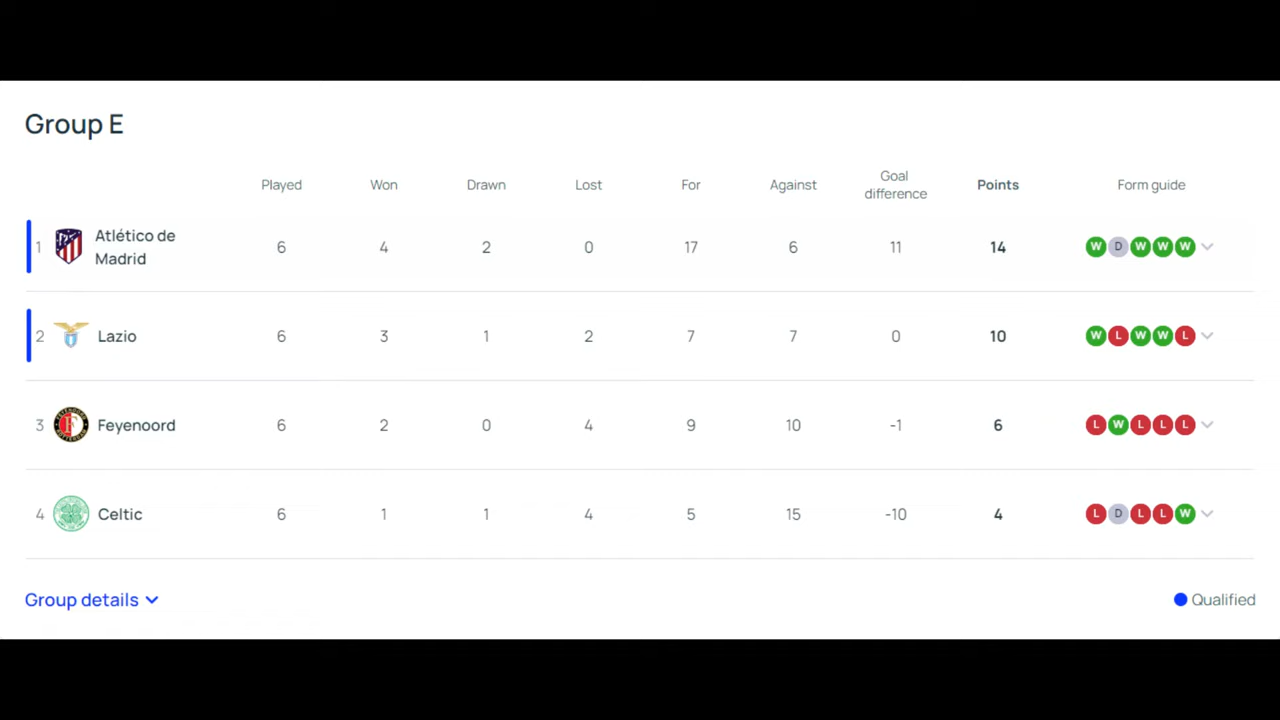 Group E
Played Won Drawn Lost For Against Goal difference Points Form guide
1 Atlético de Madrid 6 4 2 0 17 6 11 14 W D W W W
2 Lazio 6 3 1 2 7 7 0 10 W L W W L
3 Feyenoord 6 2 0 4 9 10 -1 6 L W L L L
4 Celtic 6 1 1 4 5 15 -10 4 L D L L W
Group details
Qualified